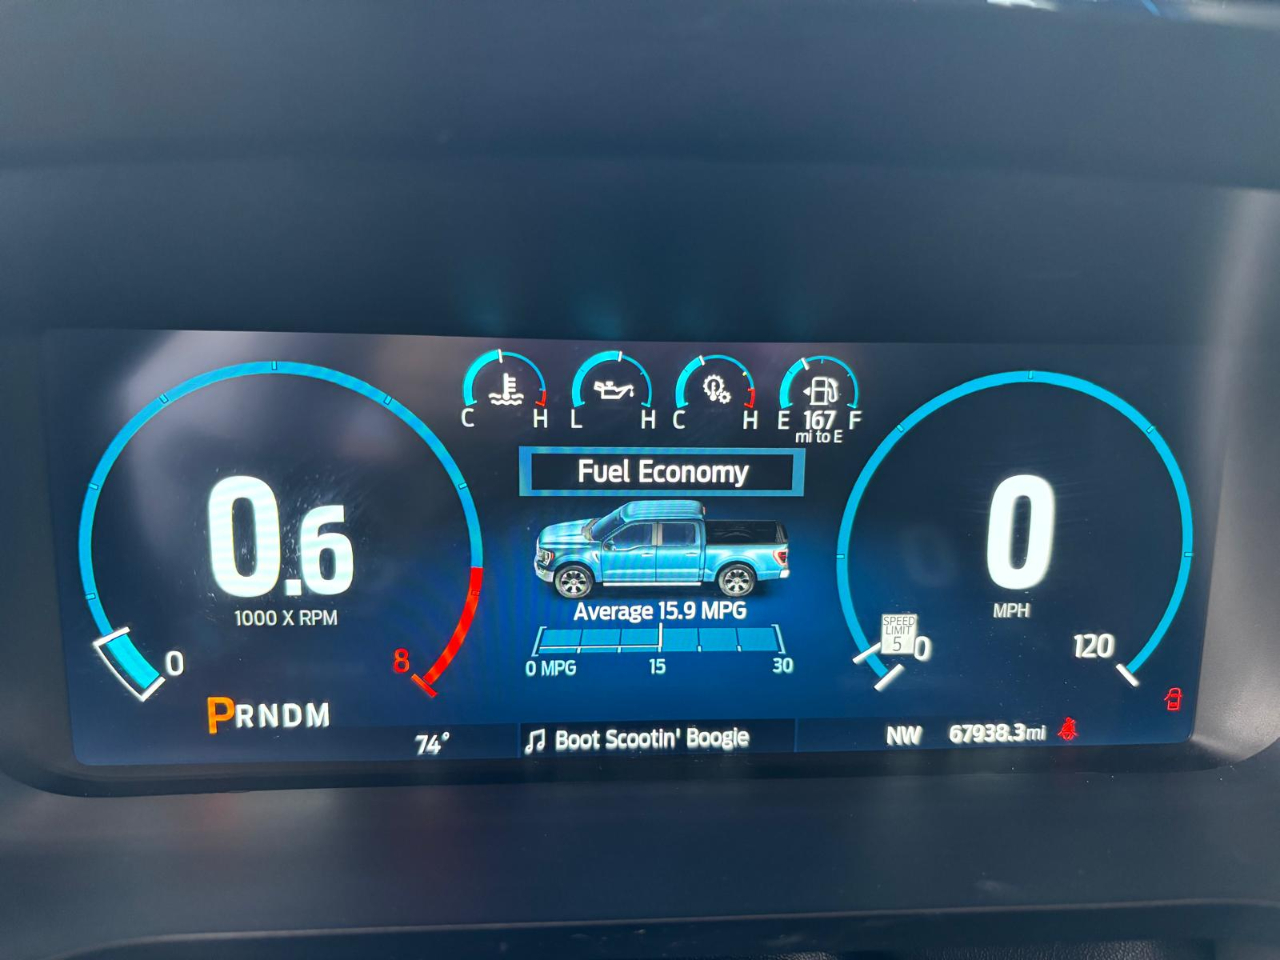 C H L H C H E 167 F
mi to E
Fuel Economy
0.6
1000 X RPM
0
8
PRNDM
Average 15.9 MPG
0 MPG 15 30
0
MPH
SPEED
LIMIT
5
0
120
74°
Boot Scootin' Boogie
NW 67938.3mi